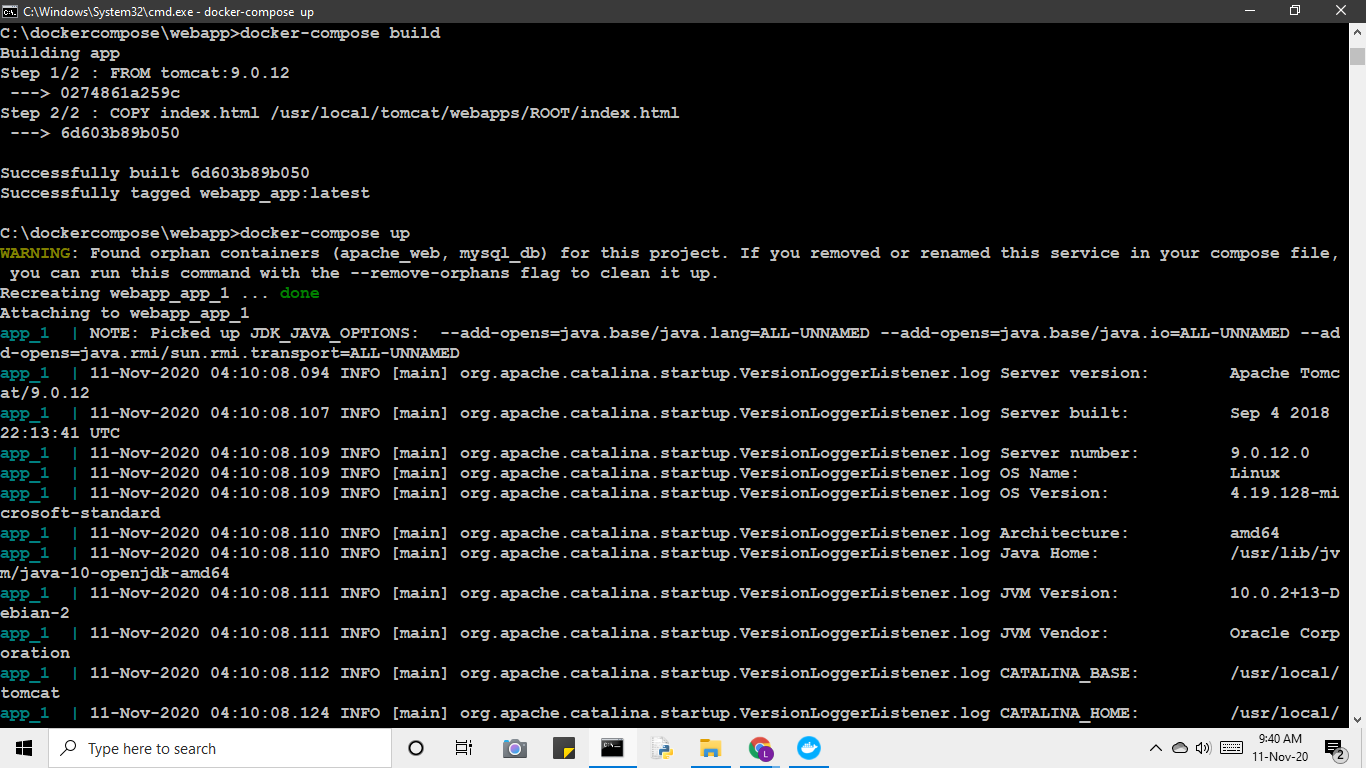 C:\Windows\System32\cmd.exe - docker-compose up
C:\dockercompose\webapp>docker-compose build
Building app
Step 1/2 : FROM tomcat:9.0.12
 ---> 0274861a259c
Step 2/2 : COPY index.html /usr/local/tomcat/webapps/ROOT/index.html
 ---> 6d603b89b050
Successfully built 6d603b89b050
Successfully tagged webapp_app:latest
C:\dockercompose\webapp>docker-compose up
WARNING: Found orphan containers (apache_web, mysql_db) for this project. If you removed or renamed this service in your compose file,
 you can run this command with the --remove-orphans flag to clean it up.
Recreating webapp_app_1 ... done
Attaching to webapp_app_1
app_1  | NOTE: Picked up JDK_JAVA_OPTIONS:  --add-opens=java.base/java.lang=ALL-UNNAMED --add-opens=java.base/java.io=ALL-UNNAMED --ad
d-opens=java.rmi/sun.rmi.transport=ALL-UNNAMED
app_1  | 11-Nov-2020 04:10:08.094 INFO [main] org.apache.catalina.startup.VersionLoggerListener.log Server version:        Apache Tomc
at/9.0.12
app_1  | 11-Nov-2020 04:10:08.107 INFO [main] org.apache.catalina.startup.VersionLoggerListener.log Server built:          Sep 4 2018
22:13:41 UTC
app_1  | 11-Nov-2020 04:10:08.109 INFO [main] org.apache.catalina.startup.VersionLoggerListener.log Server number:         9.0.12.0
app_1  | 11-Nov-2020 04:10:08.109 INFO [main] org.apache.catalina.startup.VersionLoggerListener.log OS Name:               Linux
app_1  | 11-Nov-2020 04:10:08.109 INFO [main] org.apache.catalina.startup.VersionLoggerListener.log OS Version:            4.19.128-mi
crosoft-standard
app_1  | 11-Nov-2020 04:10:08.110 INFO [main] org.apache.catalina.startup.VersionLoggerListener.log Architecture:          amd64
app_1  | 11-Nov-2020 04:10:08.110 INFO [main] org.apache.catalina.startup.VersionLoggerListener.log Java Home:             /usr/lib/jv
m/java-10-openjdk-amd64
app_1  | 11-Nov-2020 04:10:08.111 INFO [main] org.apache.catalina.startup.VersionLoggerListener.log JVM Version:           10.0.2+13-D
ebian-2
app_1  | 11-Nov-2020 04:10:08.111 INFO [main] org.apache.catalina.startup.VersionLoggerListener.log JVM Vendor:            Oracle Corp
oration
app_1  | 11-Nov-2020 04:10:08.112 INFO [main] org.apache.catalina.startup.VersionLoggerListener.log CATALINA_BASE:         /usr/local/
tomcat
app_1  | 11-Nov-2020 04:10:08.124 INFO [main] org.apache.catalina.startup.VersionLoggerListener.log CATALINA_HOME:         /usr/local/
Type here to search
L
9:40 AM
11-Nov-20
2